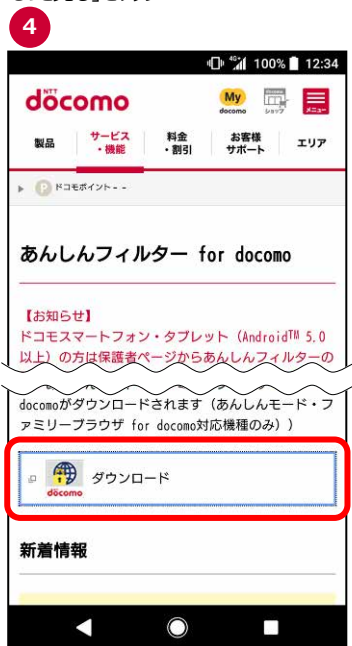 4
4G 100% 12:34
NTT
döcomo
My
docomo
ショップ
メニュー
製品
サービス
・機能
料金
・割引
お客様
サポート
エリア
P ドコモポイント - -
あんしんフィルター for docomo
【お知らせ】
ドコモスマートフォン・タブレット（Android™ 5.0
以上）の方は保護者ページからあんしんフィルターの
docomoがダウンロードされます（あんしんモード・フ
ァミリーブラウザ for docomo対応機種のみ））
döcomo
ダウンロード
新着情報